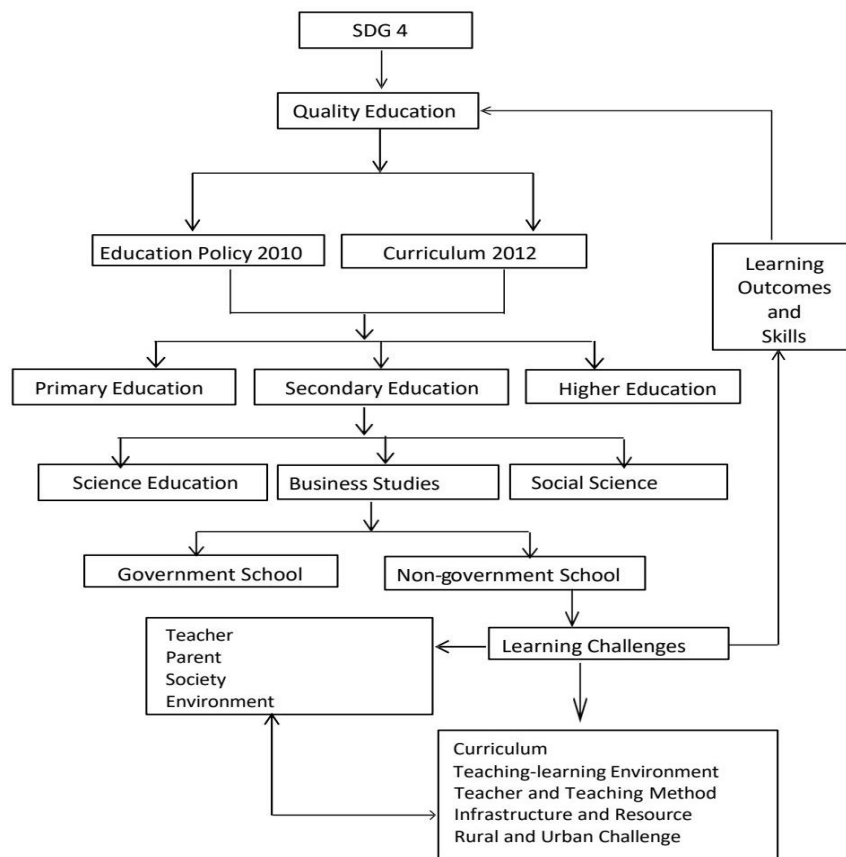 SDG 4
Quality Education
Education Policy 2010
Curriculum 2012
Learning
Outcomes
and
Skills
Primary Education
Secondary Education
Higher Education
Science Education
Business Studies
Social Science
Government School
Non-government School
Teacher
Parent
Society
Environment
Learning Challenges
Curriculum
Teaching-learning Environment
Teacher and Teaching Method
Infrastructure and Resource
Rural and Urban Challenge